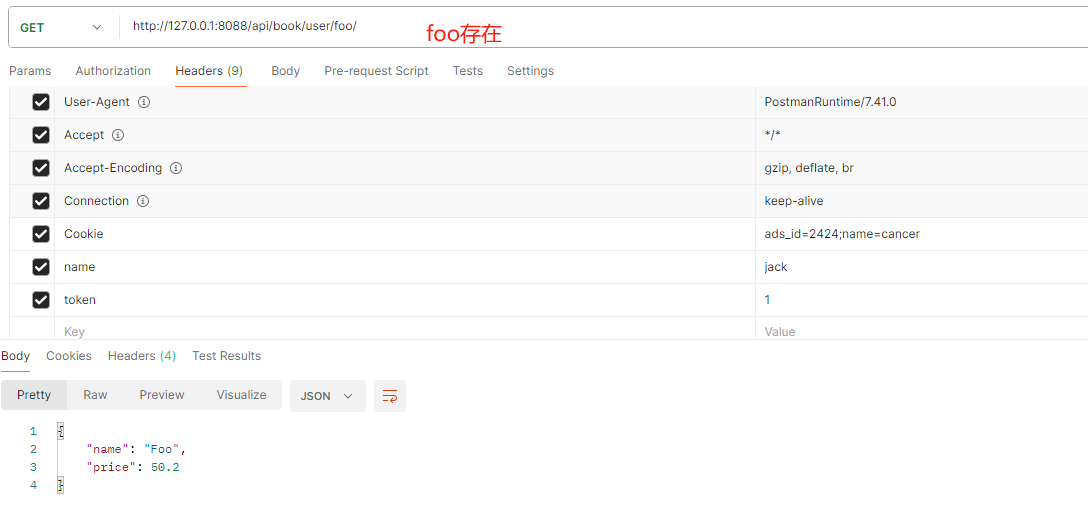 GET http://127.0.0.1:8088/api/book/user/foo/
foo存在
Params Authorization Headers (9) Body Pre-request Script Tests Settings
User-Agent PostmanRuntime/7.41.0
Accept */*
Accept-Encoding gzip, deflate, br
Connection keep-alive
Cookie ads_id=2424;name=cancer
name jack
token 1
Key Value
Body Cookies Headers (4) Test Results
Pretty Raw Preview Visualize JSON
1 {
2 "name": "Foo",
3 "price": 50.2
4 }